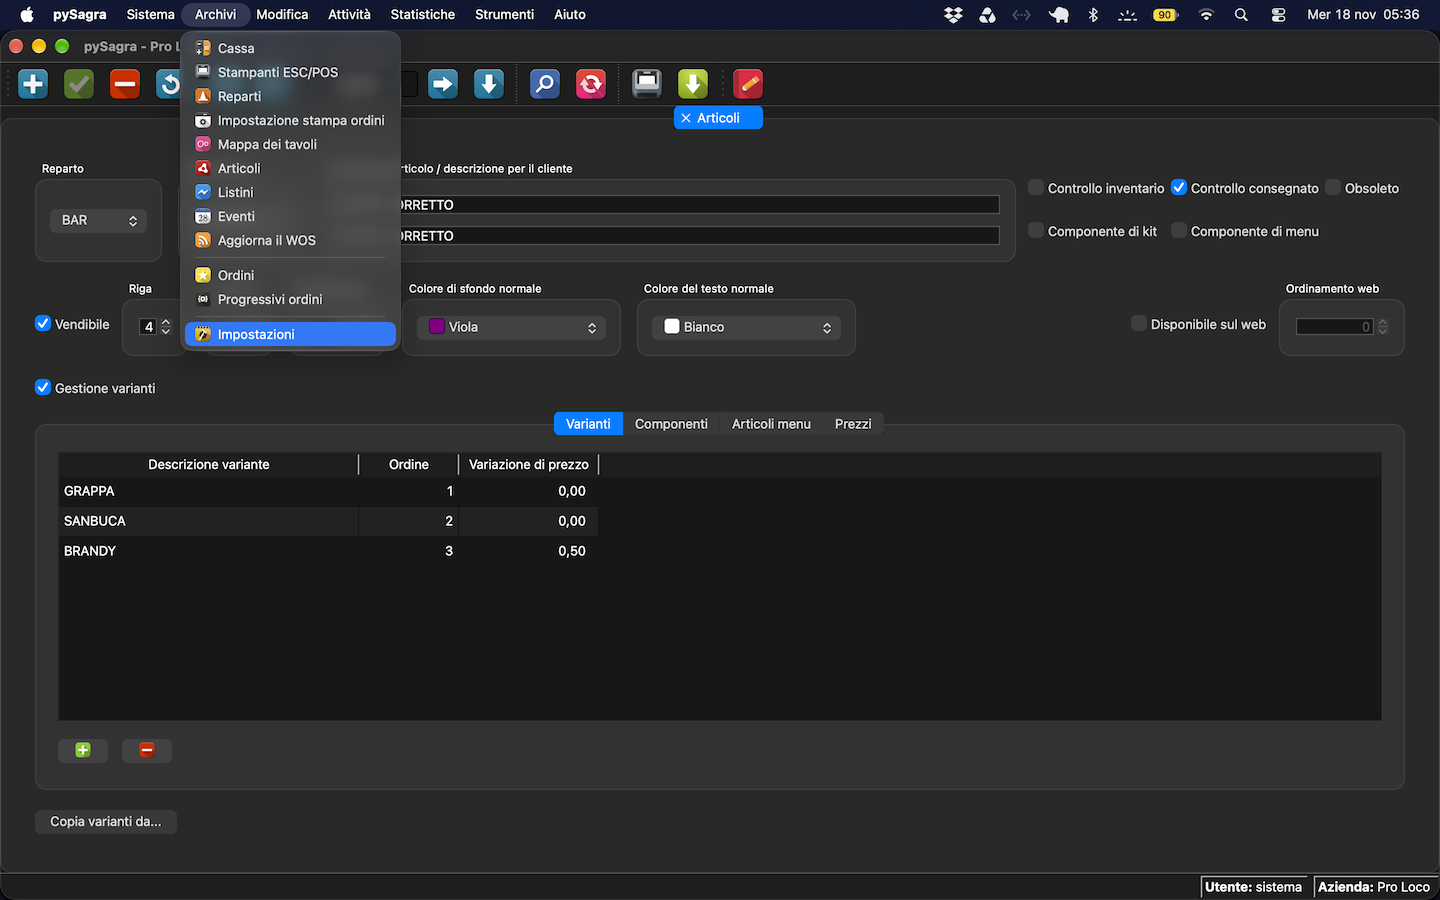 pySagra Sistema Archivi Modifica Attività Statistiche Strumenti Aiuto 90 Mer 18 nov 05:36
pySagra - Pro L
Cassa
Stampanti ESC/POS
Reparti
Impostazione stampa ordini
Mappa dei tavoli
Articoli
Listini
Eventi
Aggiorna il WOS
Ordini
Progressivi ordini
Impostazioni
Articoli
Reparto
BAR
rticolo / descrizione per il cliente
ORRETTO
ORRETTO
Controllo inventario Controllo consegnato Obsoleto
Componente di kit Componente di menu
Vendibile
Riga
4
Colore di sfondo normale
Viola
Colore del testo normale
Bianco
Disponibile sul web
Ordinamento web
0
Gestione varianti
Varianti Componenti Articoli menu Prezzi
Descrizione variante Ordine Variazione di prezzo
GRAPPA 1 0,00
SANBUCA 2 0,00
BRANDY 3 0,50
Copia varianti da...
Utente: sistema Azienda: Pro Loco